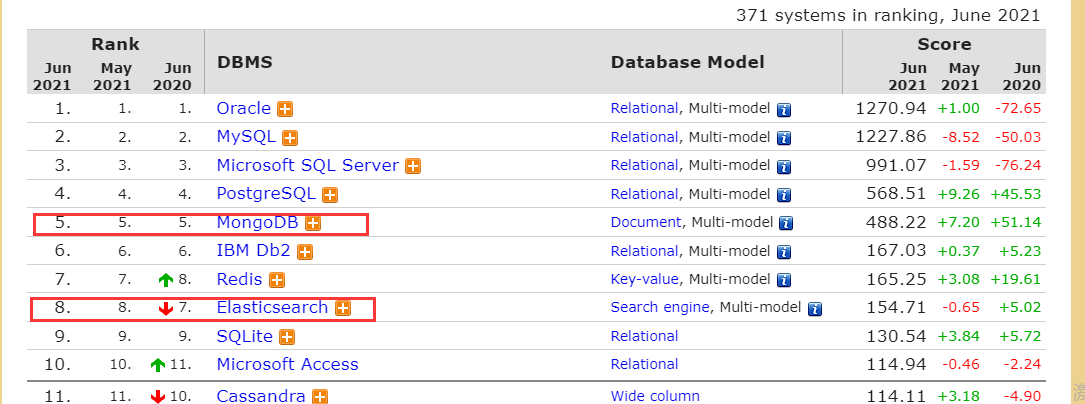 371 systems in ranking, June 2021
Rank DBMS Database Model Score
Jun 2021 May 2021 Jun 2020 Jun 2021 May 2021 Jun 2020
1. 1. 1. Oracle Relational, Multi-model 1270.94 +1.00 -72.65
2. 2. 2. MySQL Relational, Multi-model 1227.86 -8.52 -50.03
3. 3. 3. Microsoft SQL Server Relational, Multi-model 991.07 -1.59 -76.24
4. 4. 4. PostgreSQL Relational, Multi-model 568.51 +9.26 +45.53
5. 5. 5. MongoDB Document, Multi-model 488.22 +7.20 +51.14
6. 6. 6. IBM Db2 Relational, Multi-model 167.03 +0.37 +5.23
7. 7. 8. Redis Key-value, Multi-model 165.25 +3.08 +19.61
8. 8. 7. Elasticsearch Search engine, Multi-model 154.71 -0.65 +5.02
9. 9. 9. SQLite Relational 130.54 +3.84 +5.72
10. 10. 11. Microsoft Access Relational 114.94 -0.46 -2.24
11. 11. 10. Cassandra Wide column 114.11 +3.18 -4.90